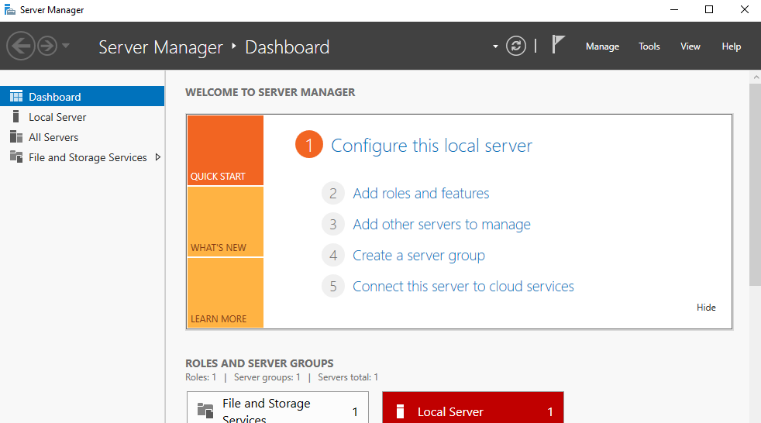 Server Manager
Server Manager • Dashboard
Manage Tools View Help
Dashboard
Local Server
All Servers
File and Storage Services
WELCOME TO SERVER MANAGER
QUICK START
WHAT'S NEW
LEARN MORE
1 Configure this local server
2 Add roles and features
3 Add other servers to manage
4 Create a server group
5 Connect this server to cloud services
Hide
ROLES AND SERVER GROUPS
Roles: 1 | Server groups: 1 | Servers total: 1
File and Storage
Services
1
Local Server 1